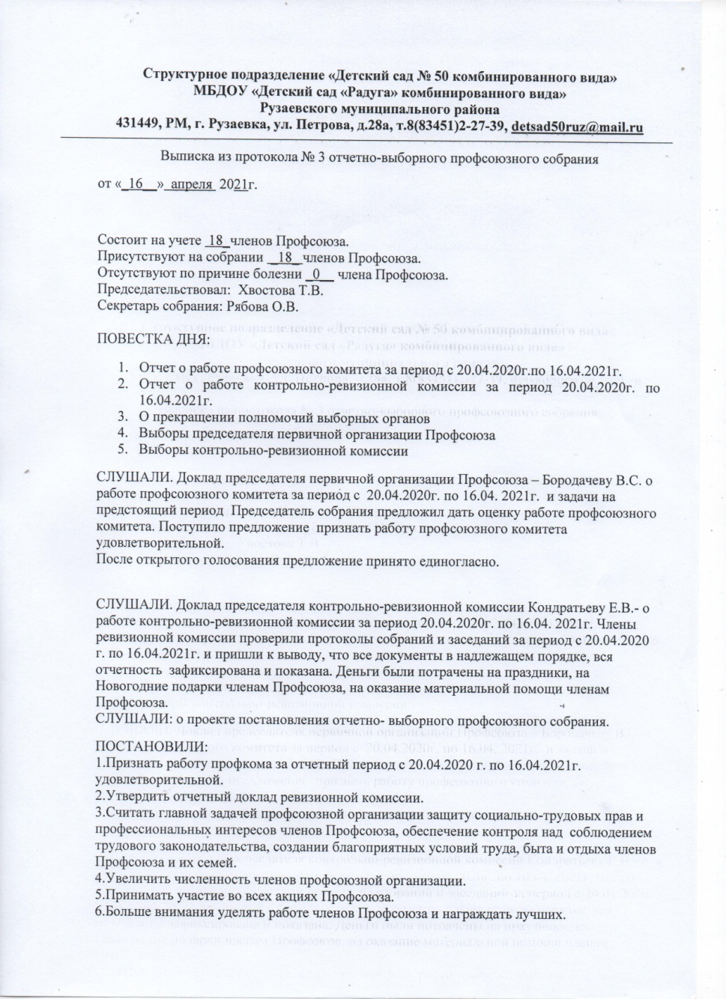 Структурное подразделение «Детский сад № 50 комбинированного вида»
МБДОУ «Детский сад «Радуга» комбинированного вида»
Рузаевского муниципального района
431449, РМ, г. Рузаевка, ул. Петрова, д.28а, т.8(83451)2-27-39, detsad50ruz@mail.ru
Выписка из протокола № 3 отчетно-выборного профсоюзного собрания
от «_16__»_апреля_ 2021г.
Состоит на учете _18_членов Профсоюза.
Присутствуют на собрании __18_членов Профсоюза.
Отсутствуют по причине болезни _0__ члена Профсоюза.
Председательствовал: Хвостова Т.В.
Секретарь собрания: Рябова О.В.
ПОВЕСТКА ДНЯ:
1. Отчет о работе профсоюзного комитета за период с 20.04.2020г.по 16.04.2021г.
2. Отчет о работе контрольно-ревизионной комиссии за период 20.04.2020г. по
16.04.2021г.
3. О прекращении полномочий выборных органов
4. Выборы председателя первичной организации Профсоюза
5. Выборы контрольно-ревизионной комиссии
СЛУШАЛИ. Доклад председателя первичной организации Профсоюза – Бородачеву В.С. о
работе профсоюзного комитета за период с 20.04.2020г. по 16.04. 2021г. и задачи на
предстоящий период Председатель собрания предложил дать оценку работе профсоюзного
комитета. Поступило предложение признать работу профсоюзного комитета
удовлетворительной.
После открытого голосования предложение принято единогласно.
СЛУШАЛИ. Доклад председателя контрольно-ревизионной комиссии Кондратьеву Е.В.- о
работе контрольно-ревизионной комиссии за период 20.04.2020г. по 16.04. 2021г. Члены
ревизионной комиссии проверили протоколы собраний и заседаний за период с 20.04.2020
г. по 16.04.2021г. и пришли к выводу, что все документы в надлежащем порядке, вся
отчетность зафиксирована и показана. Деньги были потрачены на праздники, на
Новогодние подарки членам Профсоюза, на оказание материальной помощи членам
Профсоюза.
СЛУШАЛИ: о проекте постановления отчетно- выборного профсоюзного собрания.
ПОСТАНОВИЛИ:
1.Признать работу профкома за отчетный период с 20.04.2020 г. по 16.04.2021г.
удовлетворительной.
2.Утвердить отчетный доклад ревизионной комиссии.
3.Считать главной задачей профсоюзной организации защиту социально-трудовых прав и
профессиональных интересов членов Профсоюза, обеспечение контроля над соблюдением
трудового законодательства, создании благоприятных условий труда, быта и отдыха членов
Профсоюза и их семей.
4.Увеличить численность членов профсоюзной организации.
5.Принимать участие во всех акциях Профсоюза.
6.Больше внимания уделять работе членов Профсоюза и награждать лучших.